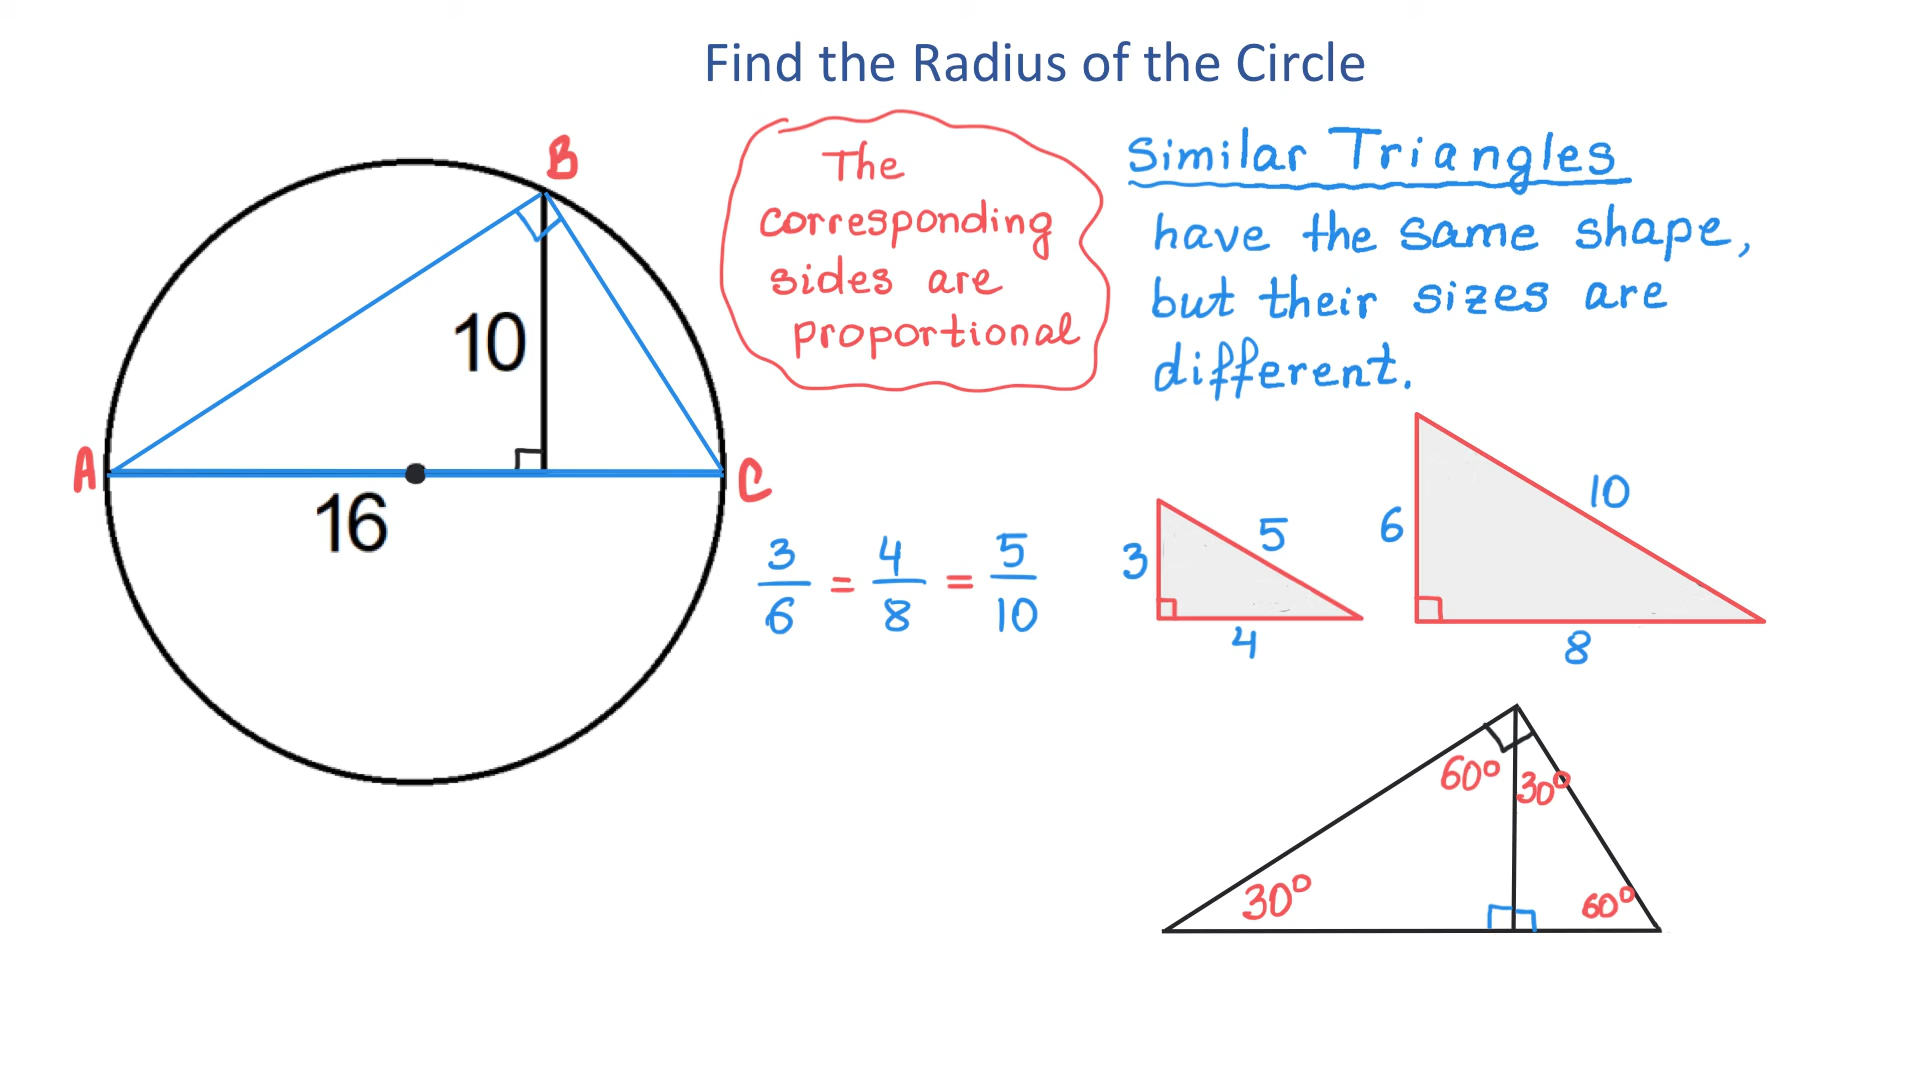 Find the Radius of the Circle
The
corresponding
sides are
proportional
Similar Triangles
have the same shape,
but their sizes are
different.
B
10
A
C
16
3/6 = 4/8 = 5/10
3
5
4
6
10
8
60°
30°
30°
60°